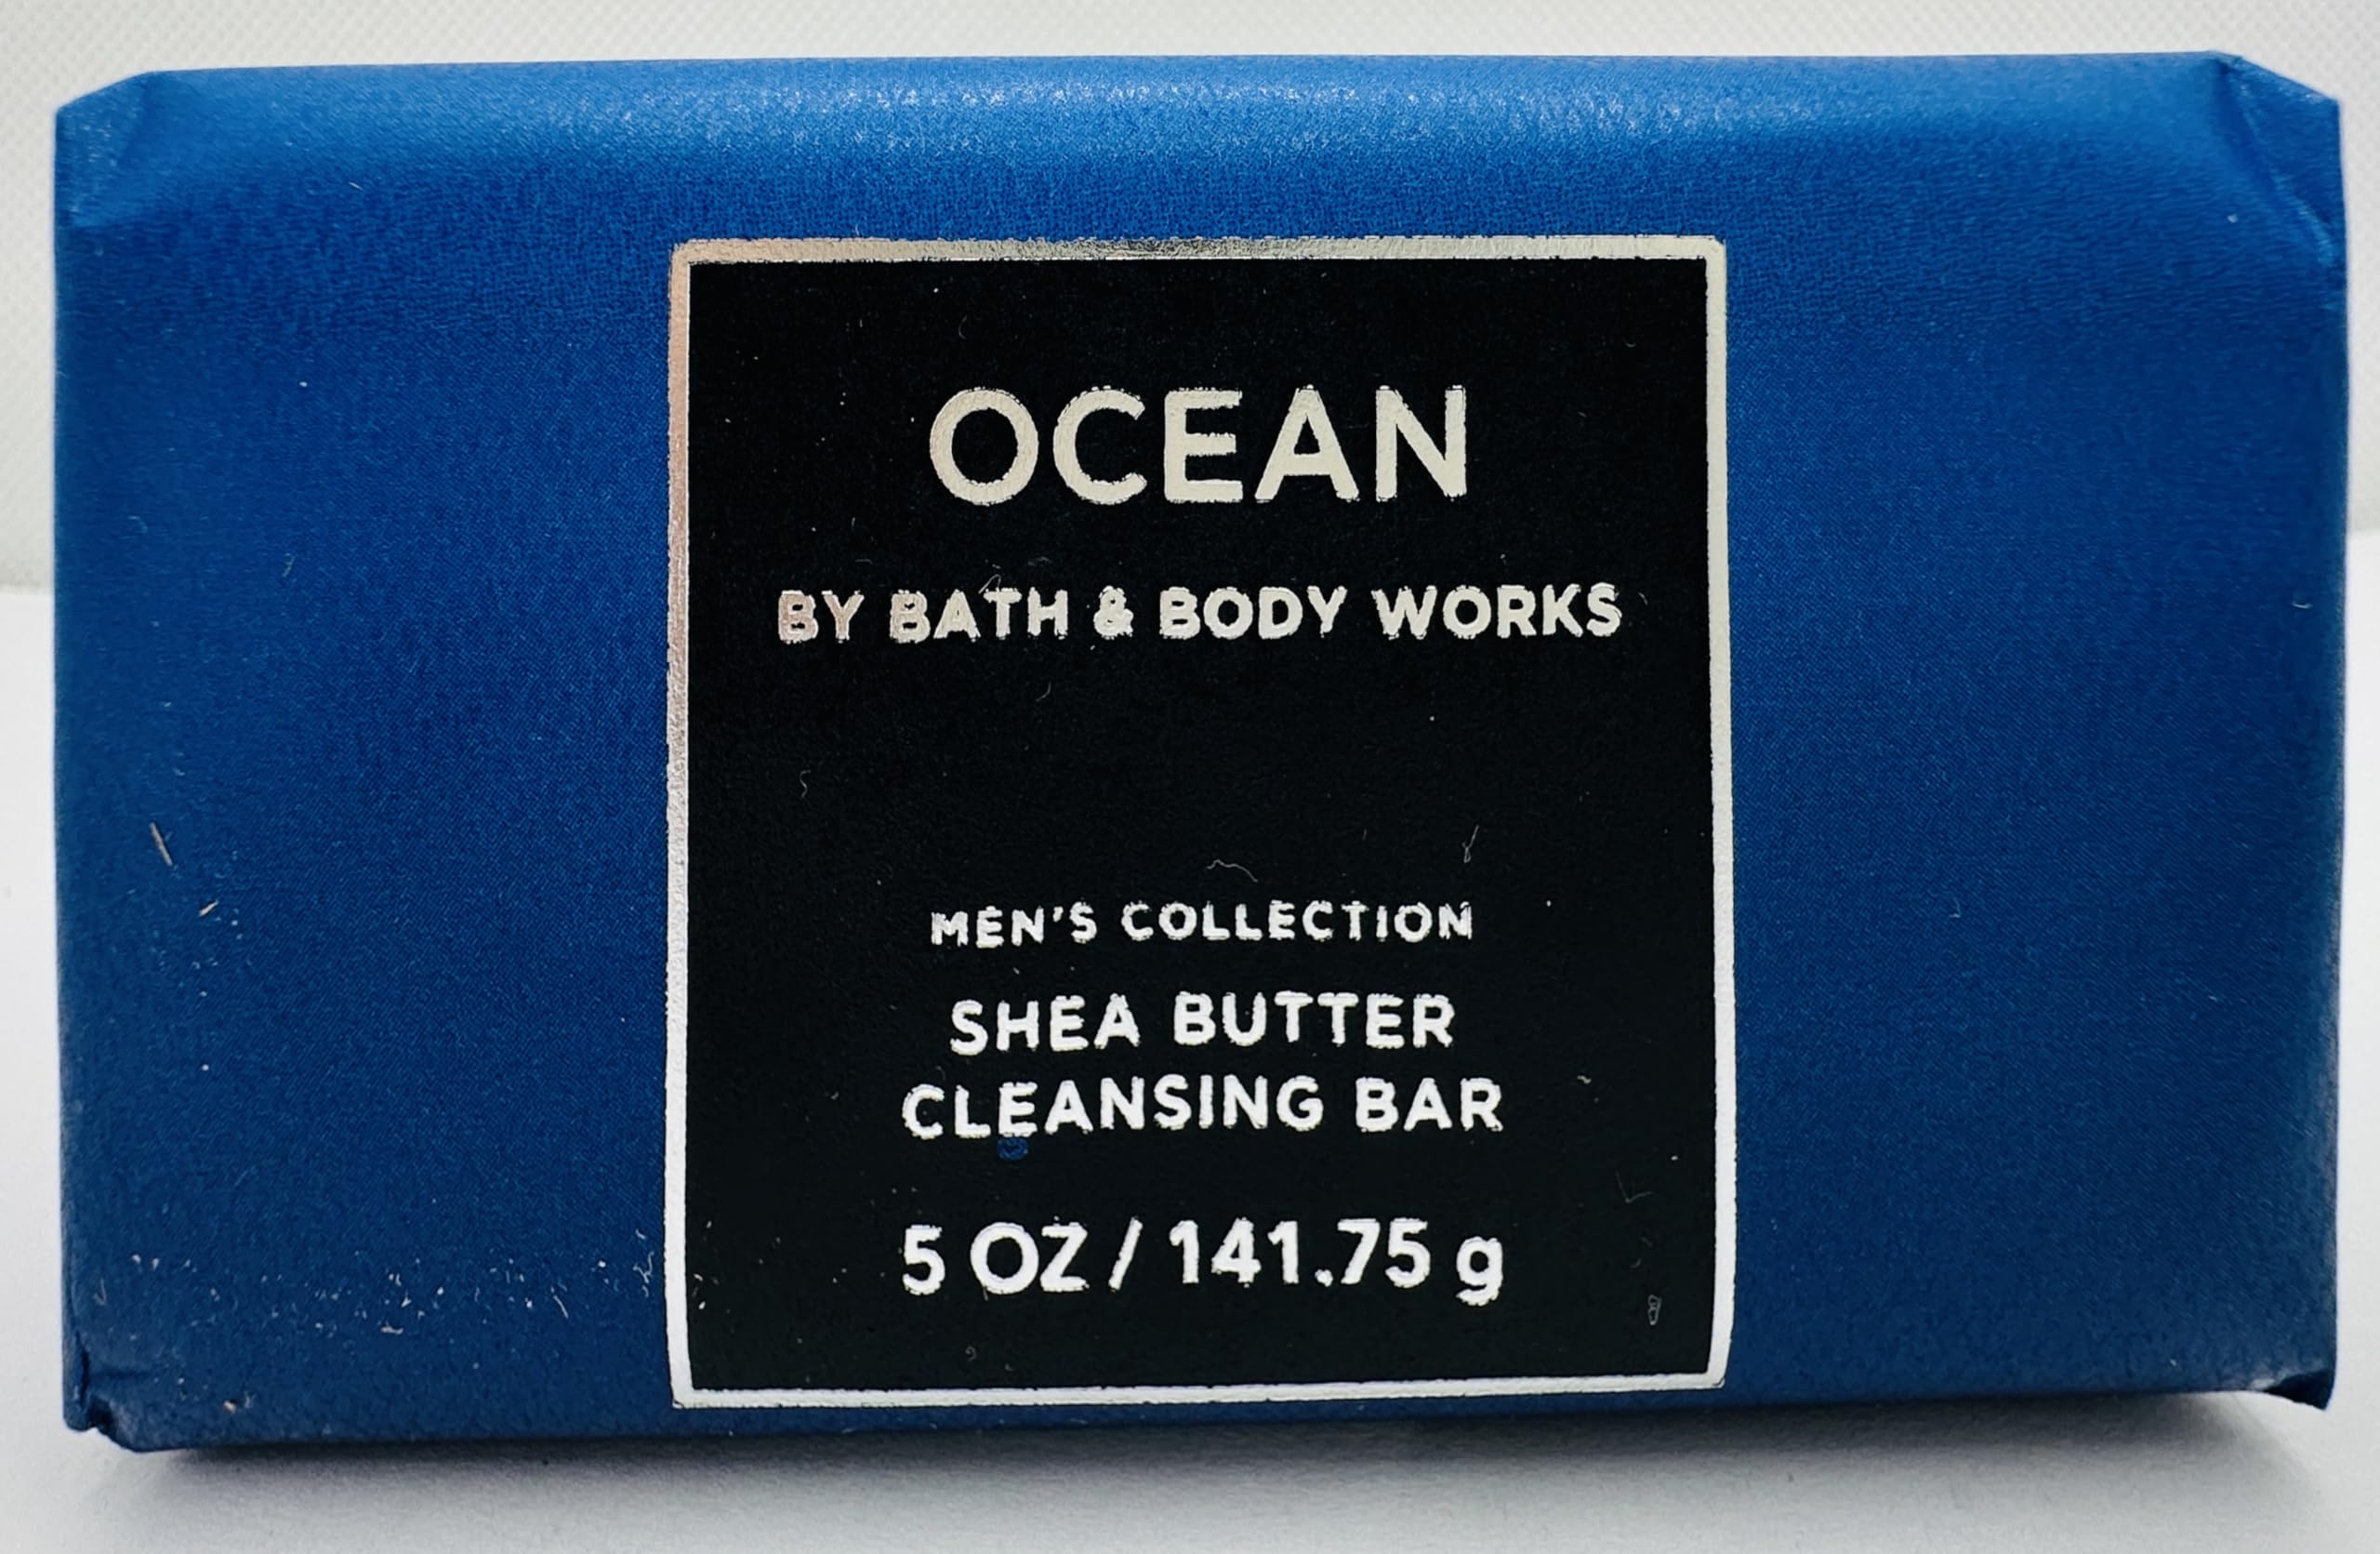 OCEAN
BY BATH & BODY WORKS
MEN'S COLLECTION
SHEA BUTTER
CLEANSING BAR
5 OZ / 141.75 g